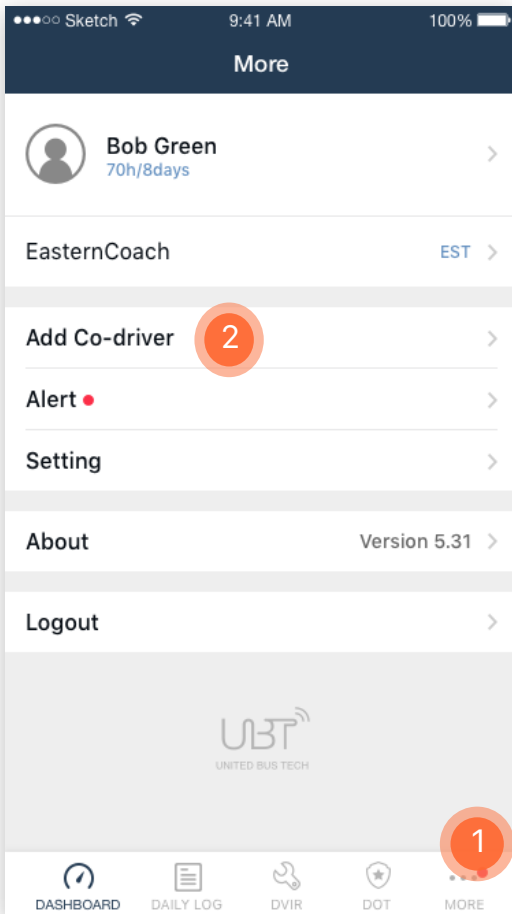 Sketch 9:41 AM 100%
More
Bob Green
70h/8days
EasternCoach EST
Add Co-driver 2
Alert
Setting
About Version 5.31
Logout
UBT
UNITED BUS TECH
1
DASHBOARD DAILY LOG DVIR DOT MORE